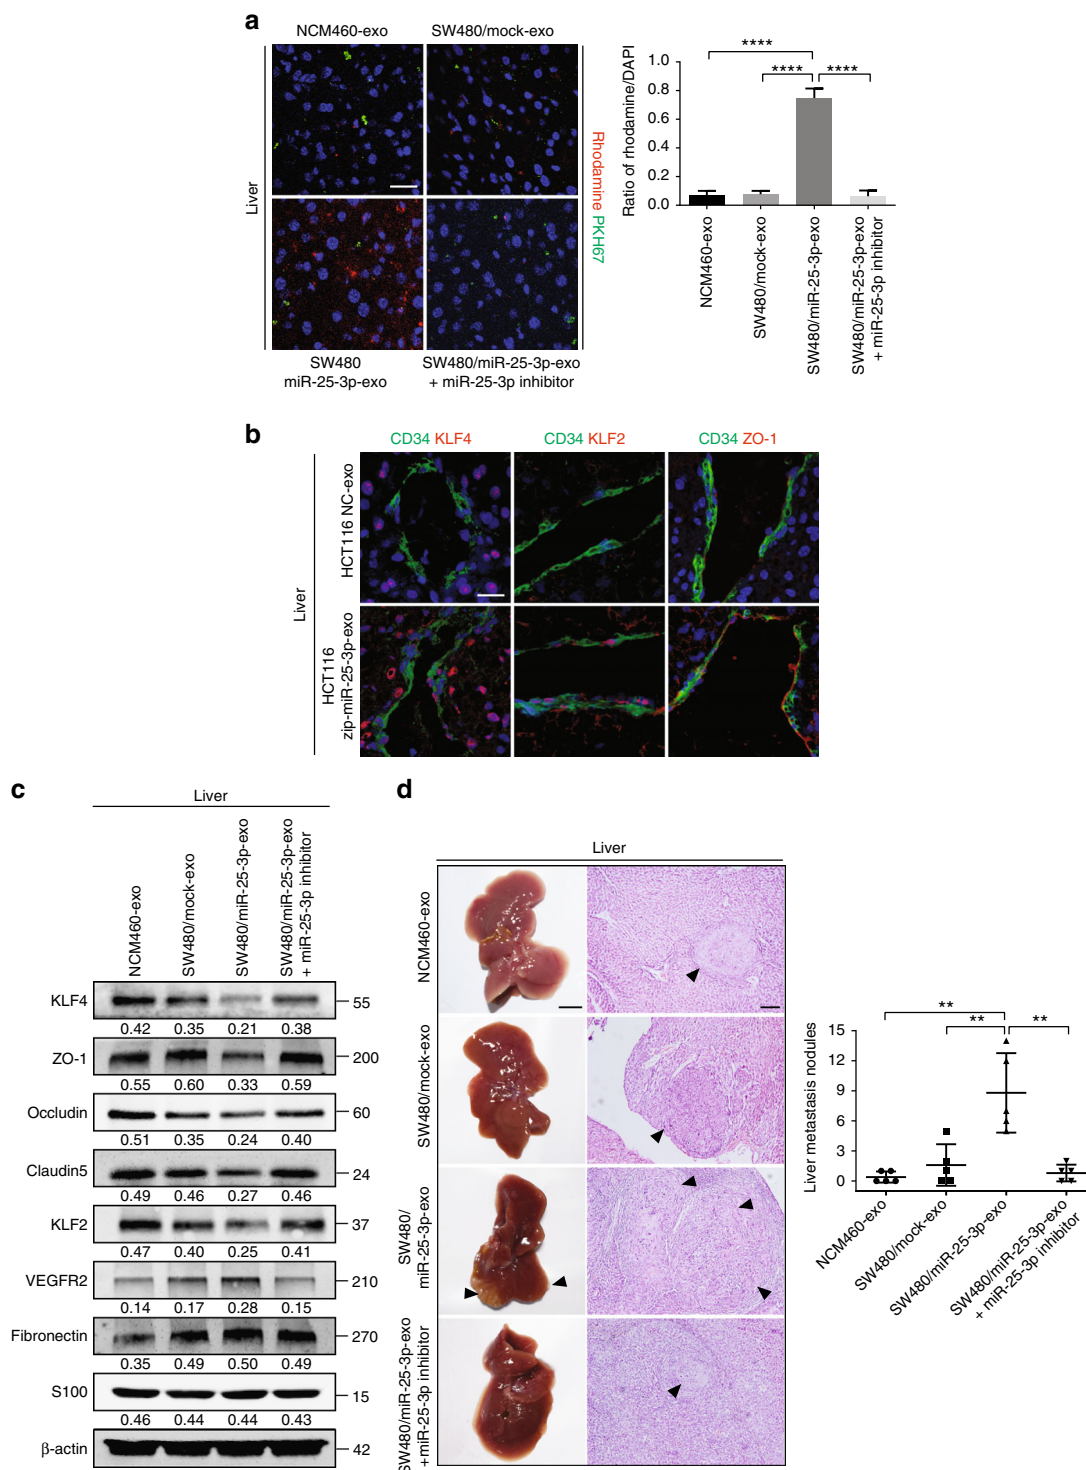 a
NCM460-exo
SW480/mock-exo
Liver
Rhodamine PKH67
SW480
miR-25-3p-exo
SW480/miR-25-3p-exo
+ miR-25-3p inhibitor
****
**** ****
Ratio of rhodamine/DAPI
1.0
0.8
0.6
0.4
0.2
0.0
NCM460-exo
SW480/mock-exo
SW480/miR-25-3p-exo
SW480/miR-25-3p-exo
+ miR-25-3p inhibitor
b
CD34 KLF4
CD34 KLF2
CD34 ZO-1
Liver
HCT116 NC-exo
HCT116
zip-miR-25-3p-exo
c
Liver
NCM460-exo
SW480/mock-exo
SW480/miR-25-3p-exo
SW480/miR-25-3p-exo
+ miR-25-3p inhibitor
KLF4 55
0.42 0.35 0.21 0.38
ZO-1 200
0.55 0.60 0.33 0.59
Occludin 60
0.51 0.35 0.24 0.40
Claudin5 24
0.49 0.46 0.27 0.46
KLF2 37
0.47 0.40 0.25 0.41
VEGFR2 210
0.14 0.17 0.28 0.15
Fibronectin 270
0.35 0.49 0.50 0.49
S100 15
0.46 0.44 0.44 0.43
β-actin 42
d
Liver
NCM460-exo
SW480/mock-exo
SW480/
miR-25-3p-exo
SW480/miR-25-3p-exo
+miR-25-3p inhibitor
**
** **
Liver metastasis nodules
15
12
9
6
3
0
NCM460-exo
SW480/mock-exo
SW480/miR-25-3p-exo
SW480/miR-25-3p-exo
+ miR-25-3p inhibitor